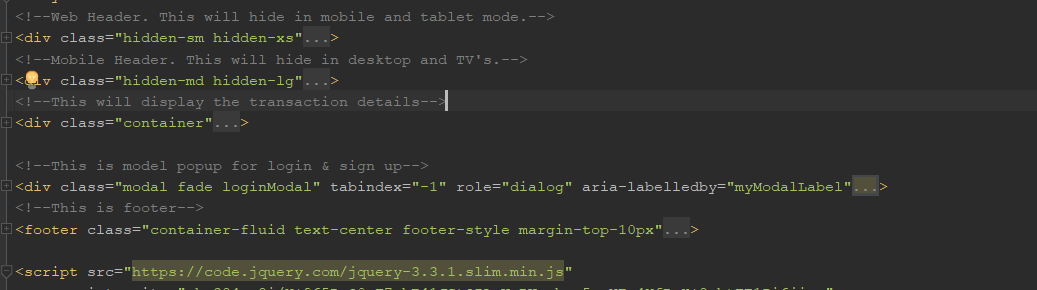 <!--Web Header. This will hide in mobile and tablet mode.-->
<div class="hidden-sm hidden-xs"...>
<!--Mobile Header. This will hide in desktop and TV's.-->
<div class="hidden-md hidden-lg"...>
<!--This will display the transaction details-->
<div class="container"...>
<!--This is model popup for login & sign up-->
<div class="modal fade loginModal" tabindex="-1" role="dialog" aria-labelledby="myModalLabel"...>
<!--This is footer-->
<footer class="container-fluid text-center footer-style margin-top-10px"...>
<script src="https://code.jquery.com/jquery-3.3.1.slim.min.js"